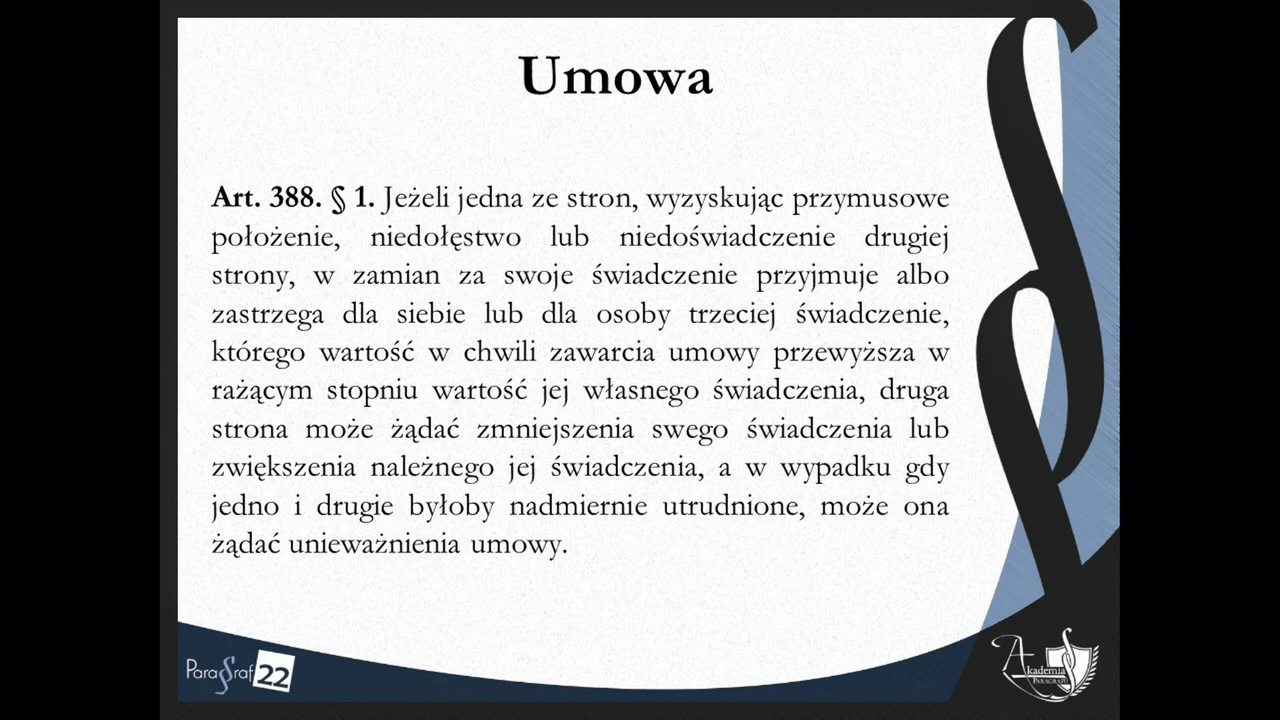 Umowa
Art. 388. § 1. Jeżeli jedna ze stron, wyzyskując przymusowe
położenie, niedołęstwo lub niedoświadczenie drugiej
strony, w zamian za swoje świadczenie przyjmuje albo
zastrzega dla siebie lub dla osoby trzeciej świadczenie,
którego wartość w chwili zawarcia umowy przewyższa w
rażącym stopniu wartość jej własnego świadczenia, druga
strona może żądać zmniejszenia swego świadczenia lub
zwiększenia należnego jej świadczenia, a w wypadku gdy
jedno i drugie byłoby nadmiernie utrudnione, może ona
żądać unieważnienia umowy.
Para§raf 22
Akademia
Paragrafu